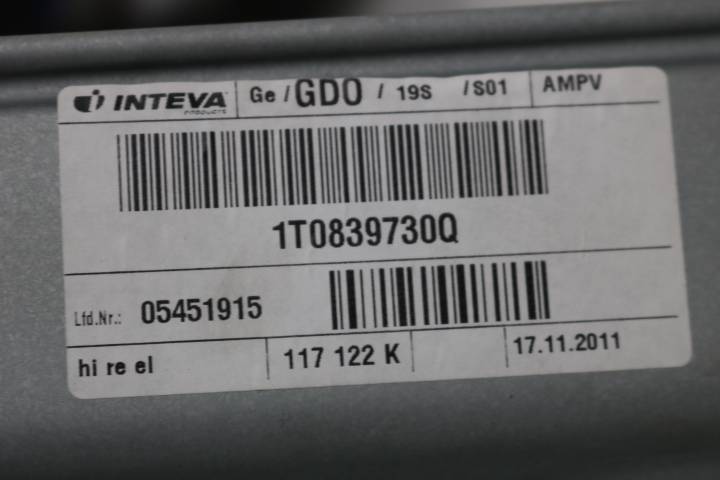 INTEVA PRODUCTS Ge / GDO / 19S / S01 AMPV
1T0839730Q
Lfd.Nr.: 05451915
hi re el 117 122 K 17.11.2011